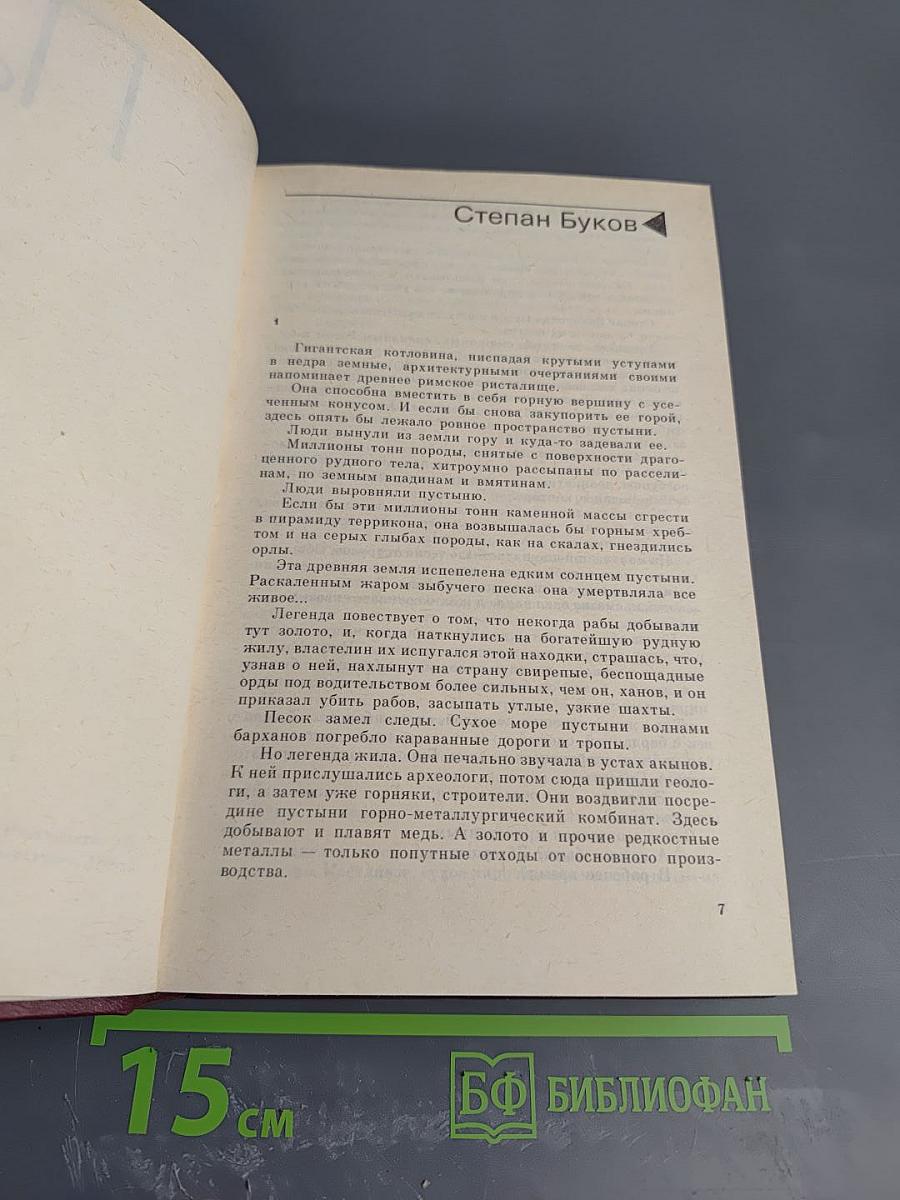 Степан Буков
1
Гигантская котловина, ниспадая крутыми уступами
в недра земные, архитектурными очертаниями своими
напоминает древнее римское ристалище.
Она способна вместить в себя горную вершину с усе-
ченным конусом. И если бы снова закупорить ее горой,
здесь опять бы лежало ровное пространство пустыни.
Люди вынули из земли гору и куда-то задевали ее.
Миллионы тонн породы, снятые с поверхности драго-
ценного рудного тела, хитроумно рассыпаны по рассели-
нам, по земным впадинам и вмятинам.
Люди выровняли пустыню.
Если бы эти миллионы тонн каменной массы сгрести
в пирамиду террикона, она возвышалась бы горным хреб-
том и на серых глыбах породы, как на скалах, гнездились
орлы.
Эта древняя земля испепелена едким солнцем пустыни.
Раскаленным жаром зыбучего песка она умертвляла все
живое...
Легенда повествует о том, что некогда рабы добывали
тут золото, и, когда наткнулись на богатейшую рудную
жилу, властелин их испугался этой находки, страшась, что,
узнав о ней, нахлынут на страну свирепые, беспощадные
орды под водительством более сильных, чем он, ханов, и он
приказал убить рабов, засыпать утлые, узкие шахты.
Песок замел следы. Сухое море пустыни волнами
барханов погребло караванные дороги и тропы.
Но легенда жила. Она печально звучала в устах акынов.
К ней прислушались археологи, потом сюда пришли геоло-
ги, а затем уже горняки, строители. Они воздвигли посре-
дине пустыни горно-металлургический комбинат. Здесь
добывают и плавят медь. А золото и прочие редкостные
металлы — только попутные отходы от основного произ-
водства.
7
15 см
БФ БИБЛИОФАН